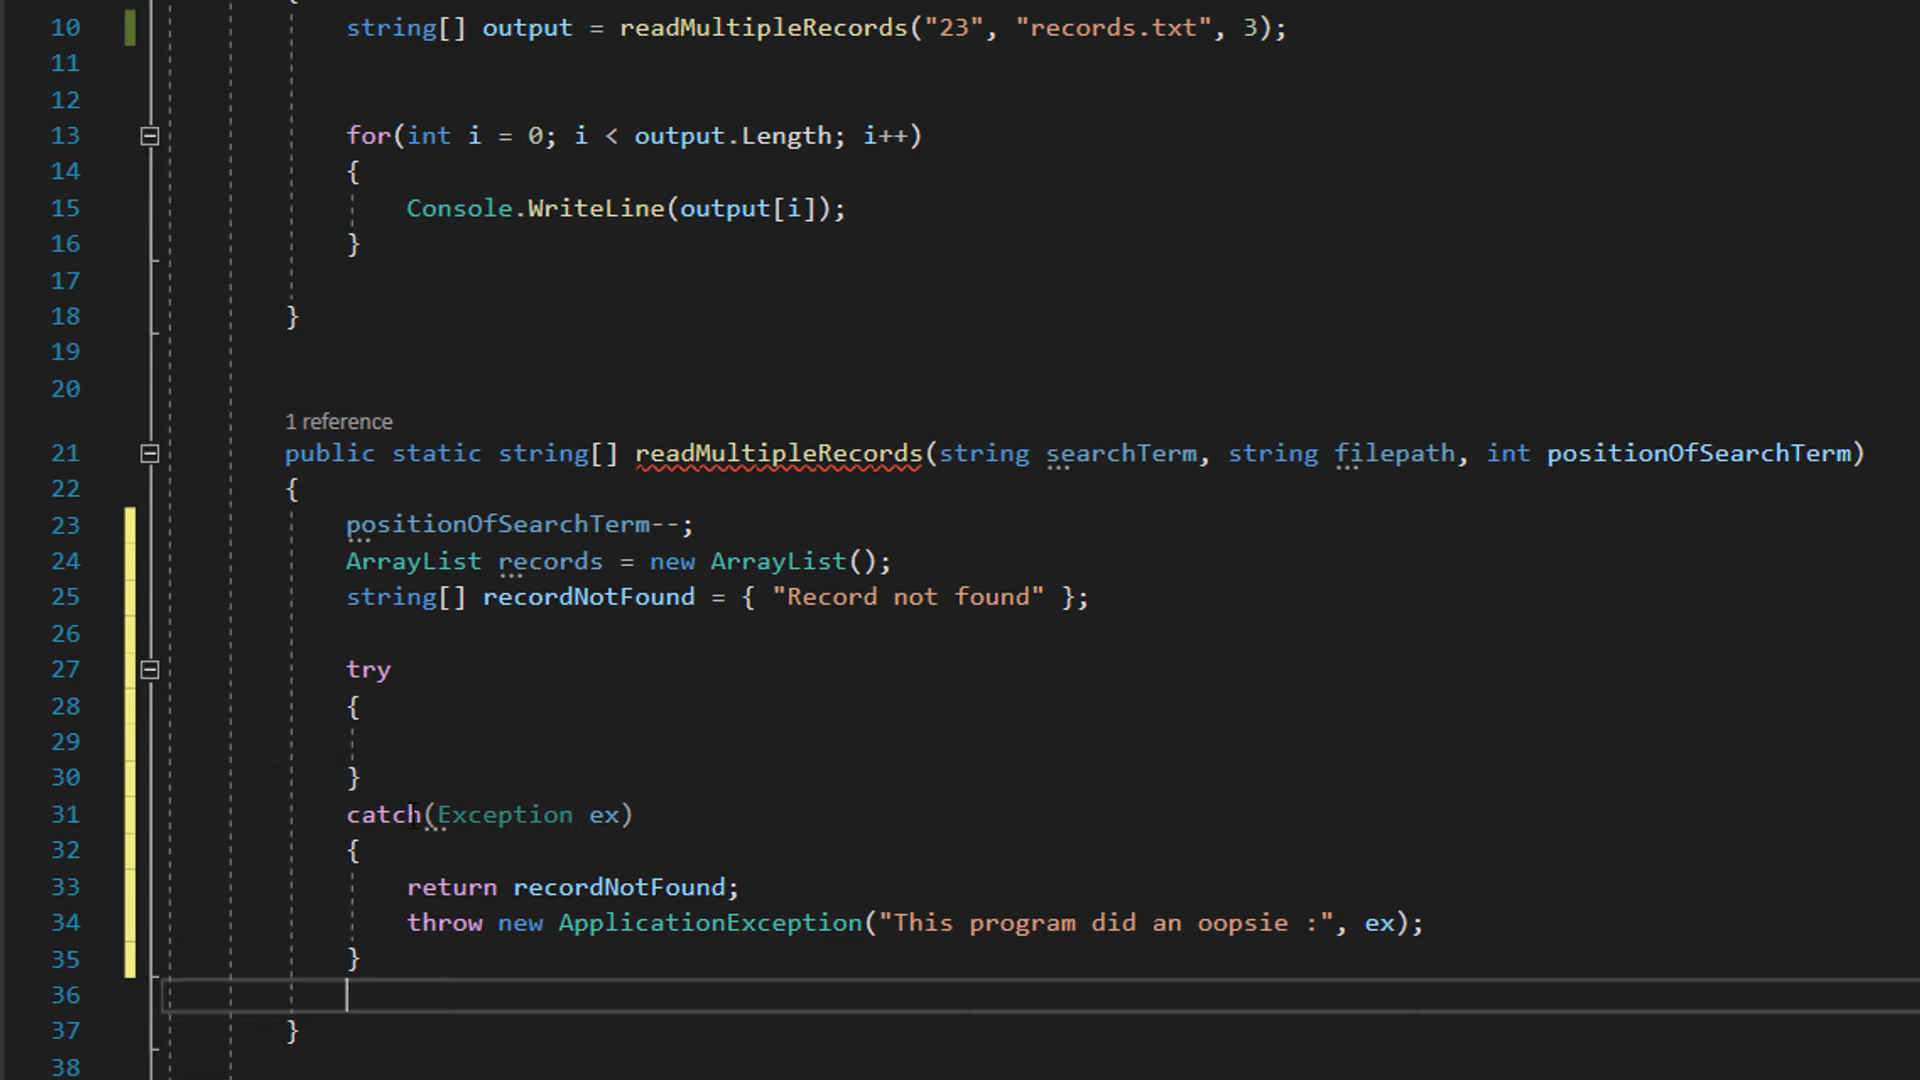 10 string[] output = readMultipleRecords("23", "records.txt", 3);
11
12
13 for(int i = 0; i < output.Length; i++)
14 {
15 Console.WriteLine(output[i]);
16 }
17
18 }
19
20
1 reference
21 public static string[] readMultipleRecords(string searchTerm, string filepath, int positionOfSearchTerm)
22 {
23 positionOfSearchTerm--;
24 ArrayList records = new ArrayList();
25 string[] recordNotFound = { "Record not found" };
26
27 try
28 {
29
30 }
31 catch(Exception ex)
32 {
33 return recordNotFound;
34 throw new ApplicationException("This program did an oopsie :", ex);
35 }
36
37 }
38